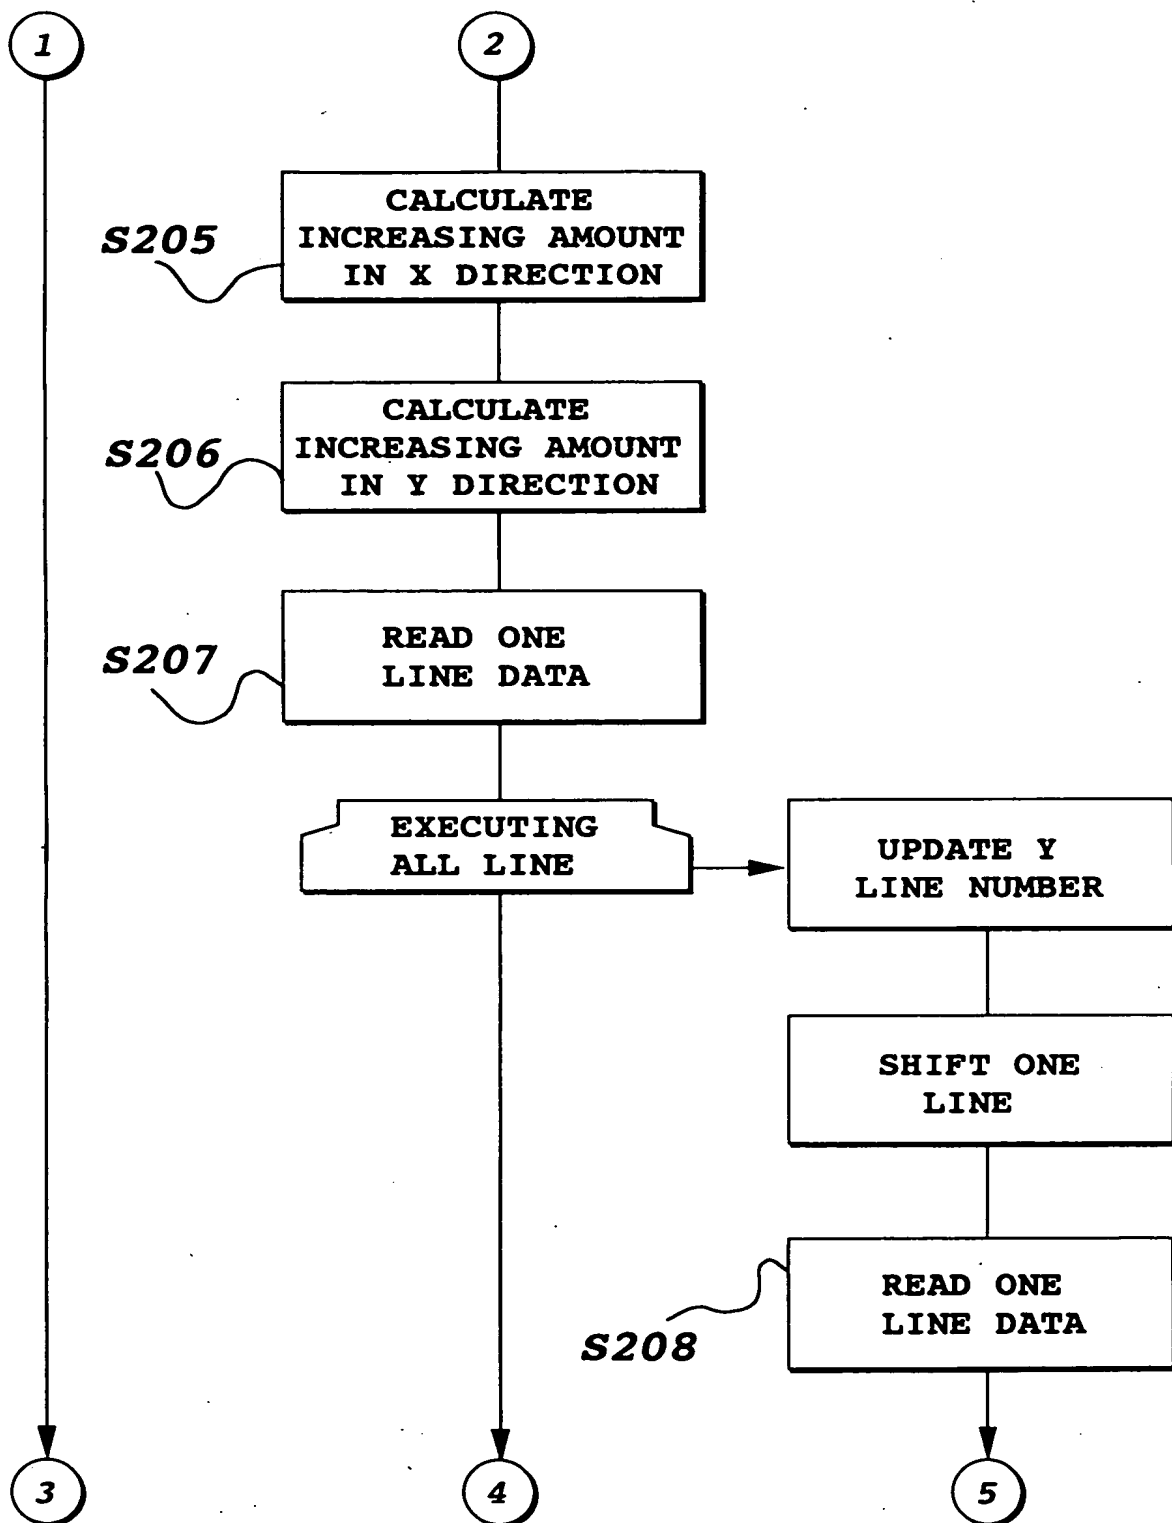 1
2
CALCULATE
INCREASING AMOUNT
IN X DIRECTION
S205
CALCULATE
INCREASING AMOUNT
IN Y DIRECTION
S206
READ ONE
LINE DATA
S207
EXECUTING
ALL LINE
UPDATE Y
LINE NUMBER
SHIFT ONE
LINE
READ ONE
LINE DATA
S208
3
4
5